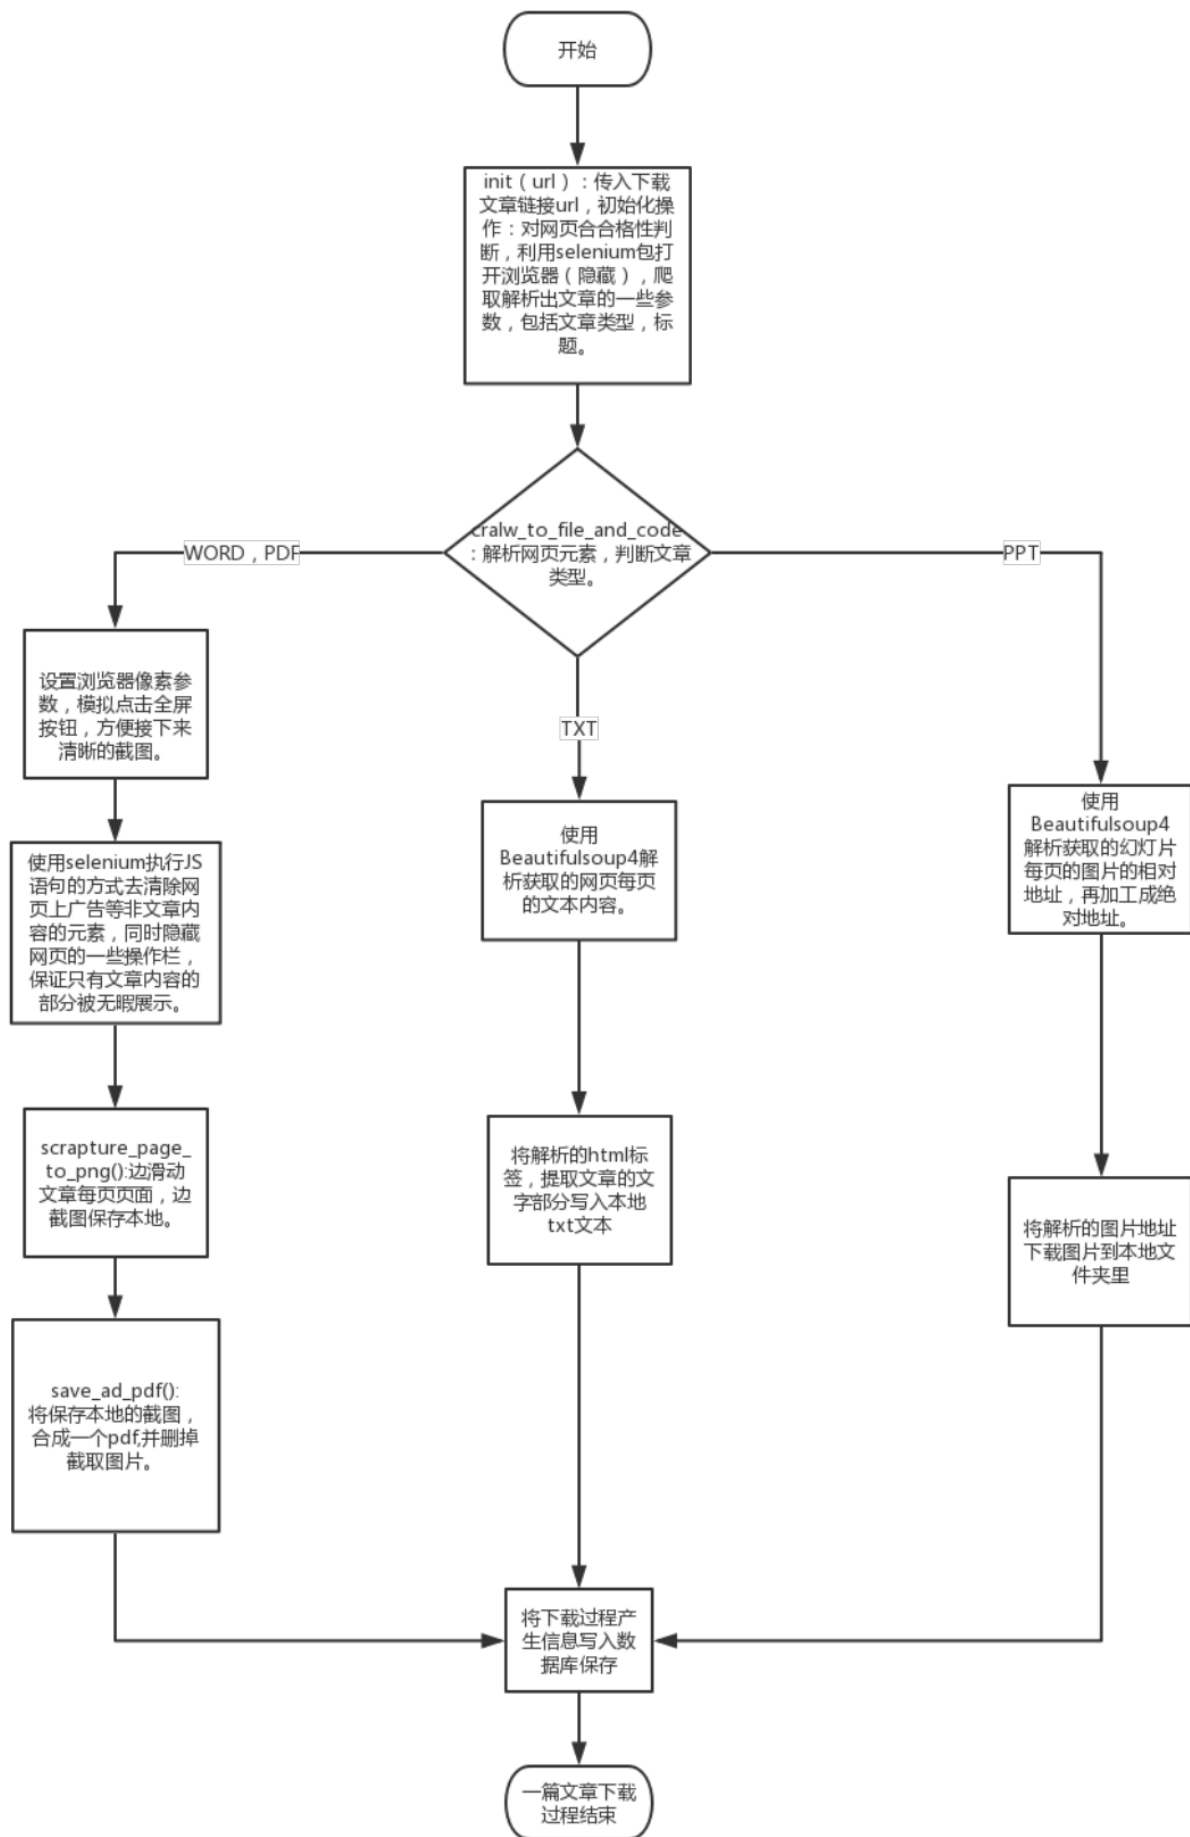 开始
init（url）：传入下载
文章链接url，初始化操
作：对网页合合格性判
断，利用selenium包打
开浏览器（隐藏），爬
取解析出文章的一些参
数，包括文章类型，标
题。
cralw_to_file_and_code
：解析网页元素，判断文章
类型。
WORD，PDF
PPT
TXT
设置浏览器像素参
数，模拟点击全屏
按钮，方便接下来
清晰的截图。
使用selenium执行JS
语句的方式去清除网
页上广告等非文章内
容的元素，同时隐藏
网页的一些操作栏，
保证只有文章内容的
部分被无暇展示。
scrapture_page_
to_png():边滑动
文章每页页面，边
截图保存本地。
save_ad_pdf():
将保存本地的截图，
合成一个pdf,并删掉
截取图片。
使用
Beautifulsoup4解
析获取的网页每页
的文本内容。
将解析的html标
签，提取文章的文
字部分写入本地
txt文本
使用
Beautifulsoup4
解析获取的幻灯片
每页的图片的相对
地址，再加工成绝
对地址。
将解析的图片地址
下载图片到本地文
件夹里
将下载过程产
生信息写入数
据库保存
一篇文章下载
过程结束